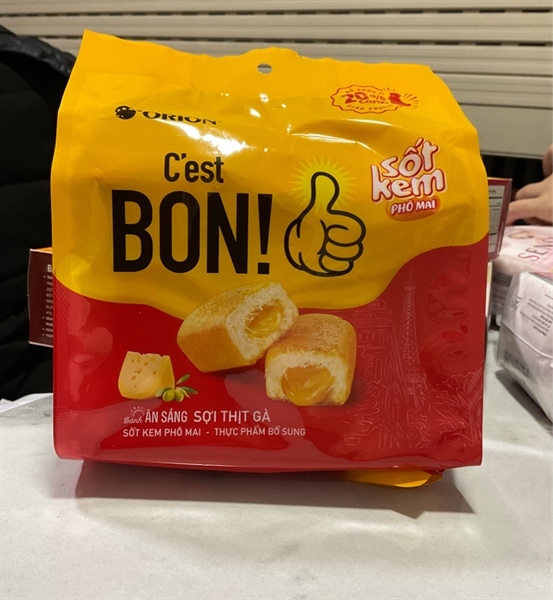 ORION
20%
C'est
BON!
sốt
kem
PHÔ MAI
Bánh ĂN SÁNG SỢI THỊT GÀ
SỐT KEM PHÔ MAI - THỰC PHẨM BỔ SUNG